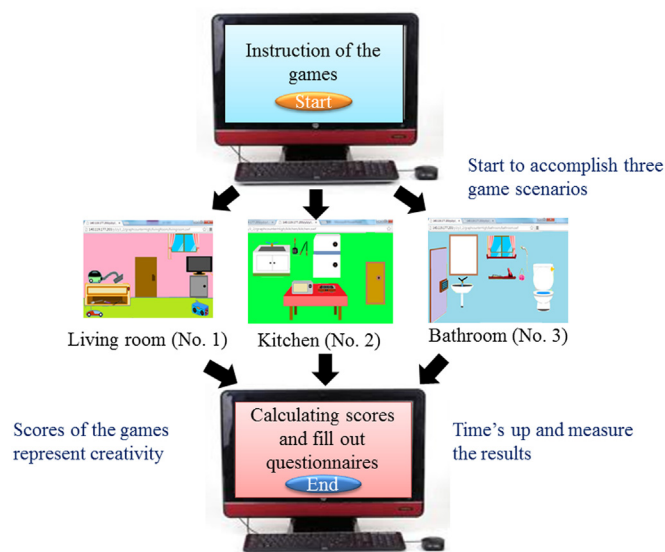 Instruction of the
games
Start
Start to accomplish three
game scenarios
Living room (No. 1)
Kitchen (No. 2)
Bathroom (No. 3)
Scores of the games
represent creativity
Calculating scores
and fill out
questionnaires
End
Time's up and measure
the results